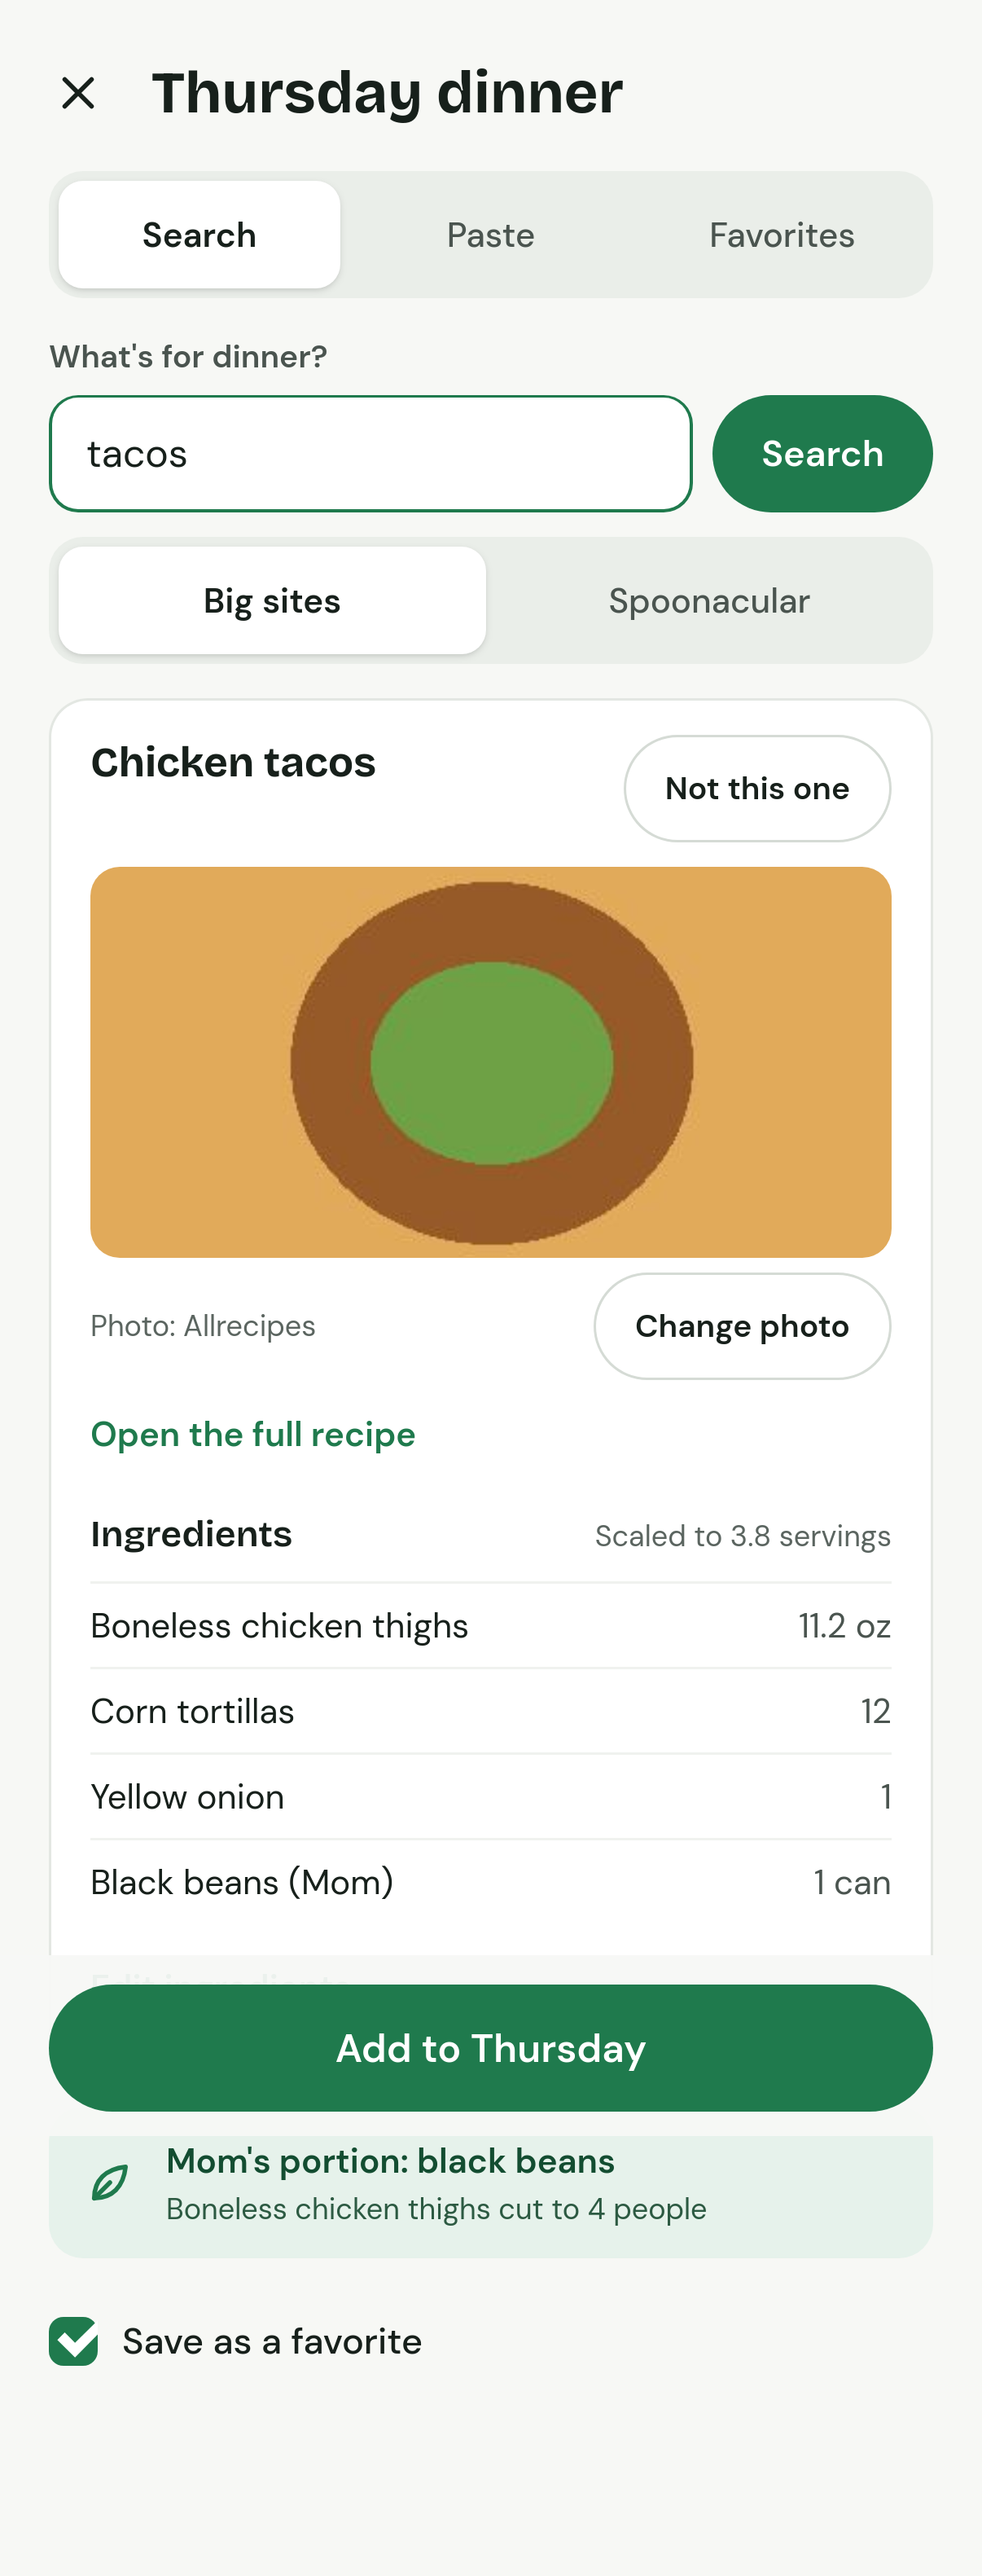 Thursday dinner
Search
Paste
Favorites
What's for dinner?
tacos
Search
Big sites
Spoonacular
Chicken tacos
Not this one
Photo: Allrecipes
Change photo
Open the full recipe
Ingredients
Scaled to 3.8 servings
Boneless chicken thighs
11.2 oz
Corn tortillas
12
Yellow onion
1
Black beans (Mom)
1 can
Add to Thursday
Mom's portion: black beans
Boneless chicken thighs cut to 4 people
Save as a favorite